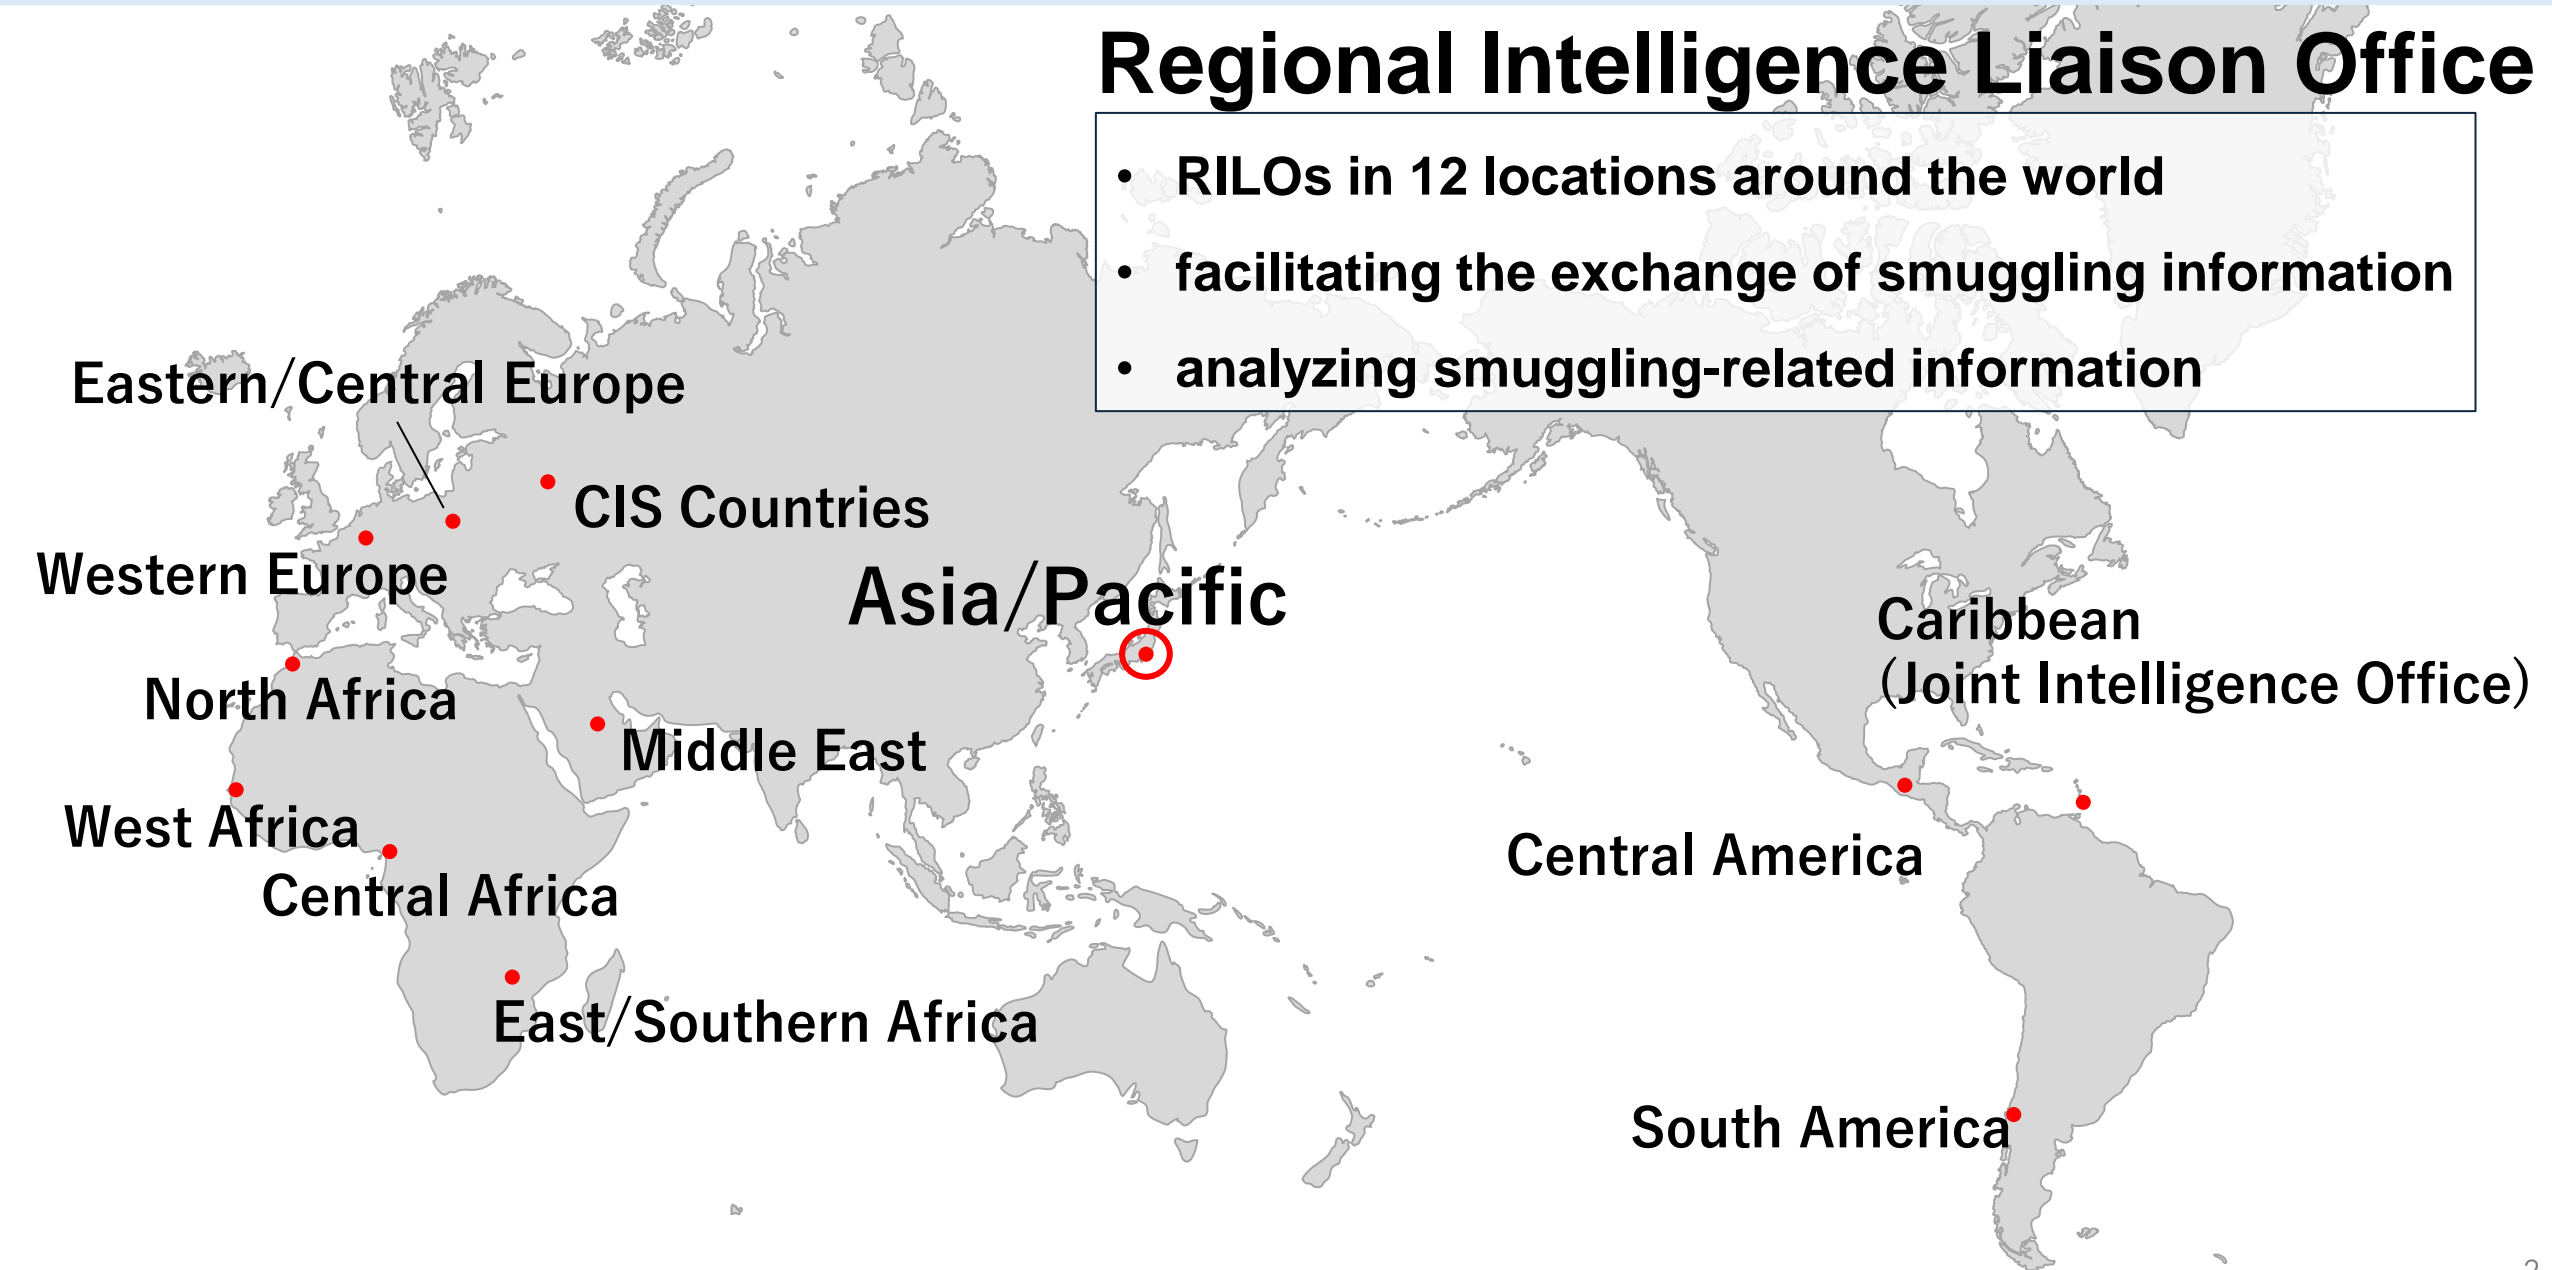 Regional Intelligence Liaison Office
• RILOs in 12 locations around the world
• facilitating the exchange of smuggling information
• analyzing smuggling-related information
Eastern/Central Europe
CIS Countries
Western Europe
Asia/Pacific
Caribbean
(Joint Intelligence Office)
North Africa
Middle East
West Africa
Central Africa
Central America
East/Southern Africa
South America